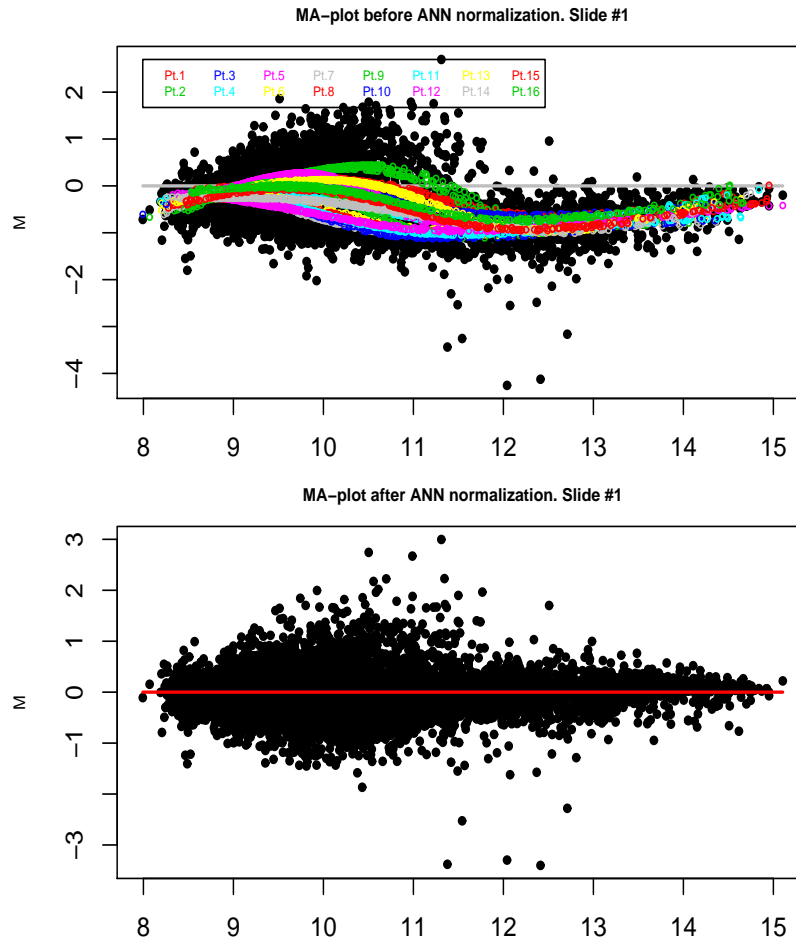 MA−plot before ANN normalization. Slide #1
Pt.1 Pt.3 Pt.5 Pt.7 Pt.9 Pt.11 Pt.13 Pt.15
Pt.2 Pt.4 Pt.6 Pt.8 Pt.10 Pt.12 Pt.14 Pt.16
M
2
0
−2
−4
8 9 10 11 12 13 14 15
MA−plot after ANN normalization. Slide #1
M
3
2
1
0
−1
−3
8 9 10 11 12 13 14 15